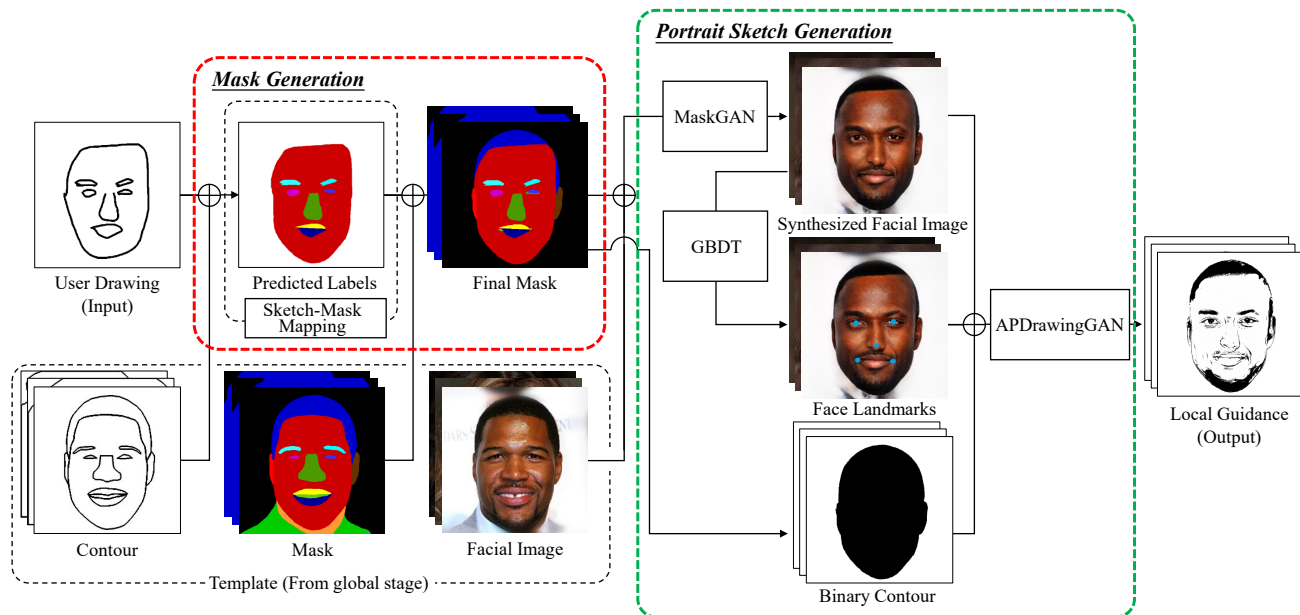 Portrait Sketch Generation
Mask Generation
MaskGAN
Synthesized Facial Image
GBDT
User Drawing
(Input)
Predicted Labels
Sketch-Mask
Mapping
Final Mask
APDrawingGAN
Face Landmarks
Local Guidance
(Output)
Contour
Mask
Facial Image
Template (From global stage)
Binary Contour